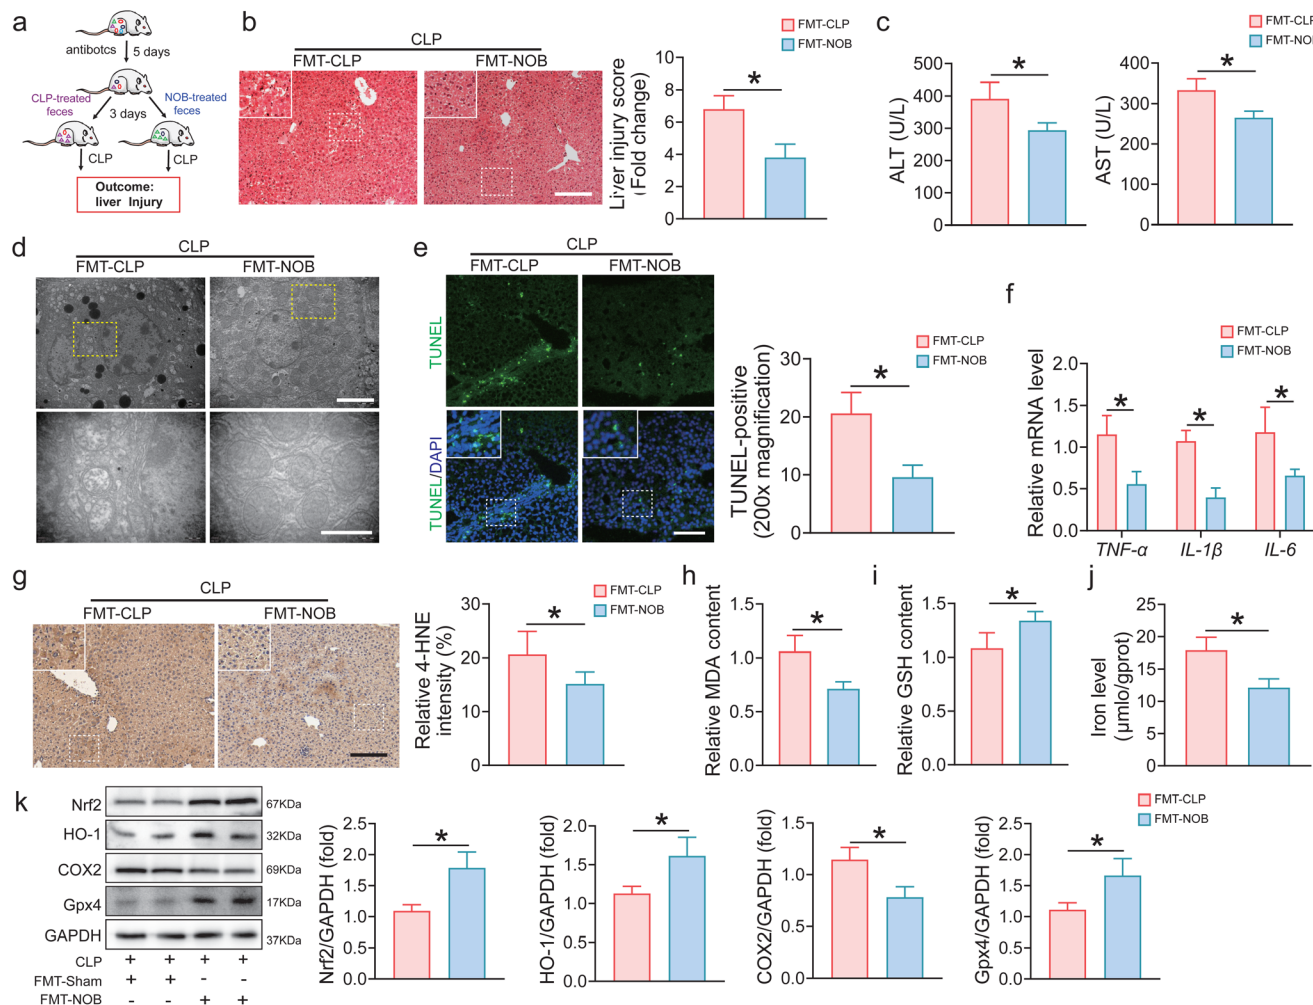 a
antibotcs
5 days
CLP-treated
feces
3 days
NOB-treated
feces
CLP
CLP
Outcome:
liver Injury
b
CLP
FMT-CLP
FMT-NOB
FMT-CLP
FMT-NOB
Liver injury score
(Fold change)
10
8
6
4
2
0
*
c
FMT-CLP
FMT-NOB
ALT (U/L)
500
400
300
200
100
0
*
AST (U/L)
400
300
200
100
0
*
d
CLP
FMT-CLP
FMT-NOB
e
CLP
FMT-CLP
FMT-NOB
TUNEL
TUNEL/DAPI
FMT-CLP
FMT-NOB
TUNEL-positive
(200x magnification)
30
20
10
0
*
f
FMT-CLP
FMT-NOB
Relative mRNA level
2.0
1.5
1.0
0.5
0.0
*
*
*
TNF-α
IL-1β
IL-6
g
CLP
FMT-CLP
FMT-NOB
FMT-CLP
FMT-NOB
Relative 4-HNE
intensity (%)
30
20
10
0
*
h
Relative MDA content
1.5
1.0
0.5
0.0
*
i
Relative GSH content
1.5
1.0
0.5
0.0
*
j
Iron level
(μmlo/gprot)
25
20
15
10
5
0
*
k
Nrf2
67KDa
HO-1
32KDa
COX2
69KDa
Gpx4
17KDa
GAPDH
37KDa
CLP + + + +
FMT-Sham + + - -
FMT-NOB - - + +
Nrf2/GAPDH (fold)
2.5
2.0
1.5
1.0
0.5
0.0
*
HO-1/GAPDH (fold)
2.0
1.5
1.0
0.5
0.0
*
COX2/GAPDH (fold)
1.5
1.0
0.5
0.0
*
Gpx4/GAPDH (fold)
2.5
2.0
1.5
1.0
0.5
0.0
*
FMT-CLP
FMT-NOB